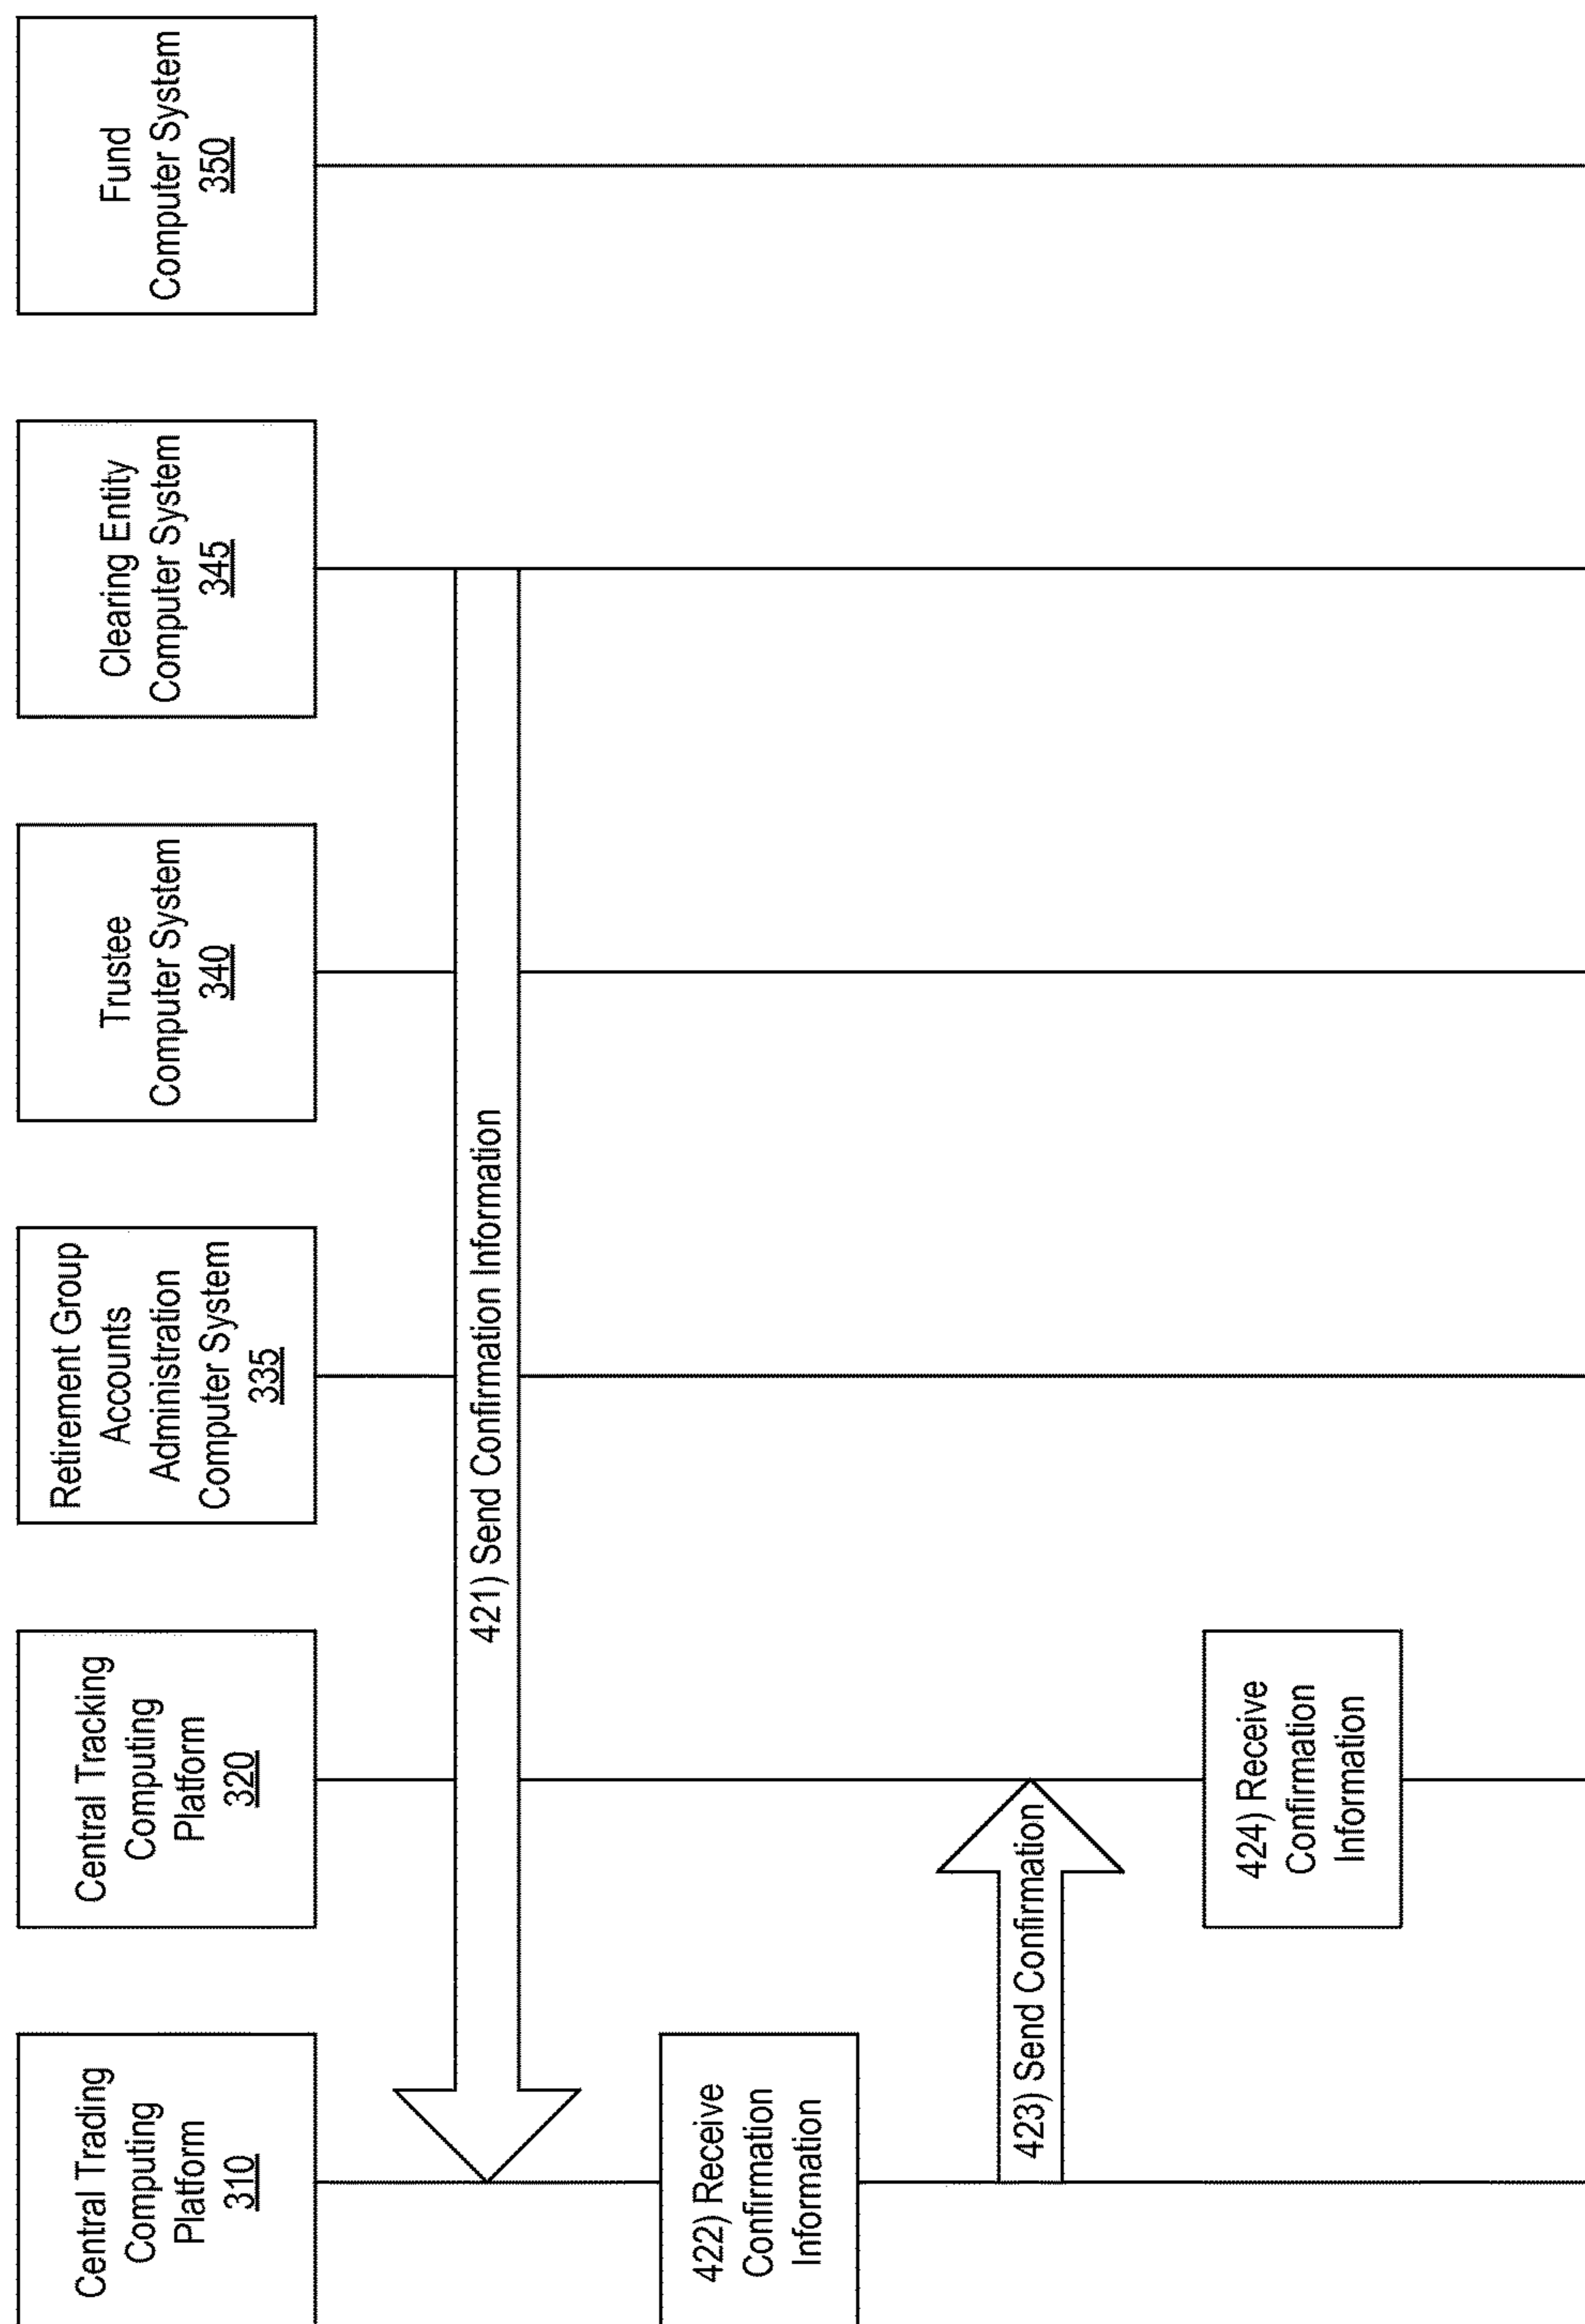 Central Trading
Computing
Platform
310
Central Tracking
Computing
Platform
320
Retirement Group
Accounts
Administration
Computer System
335
Trustee
Computer System
340
Clearing Entity
Computer System
345
Fund
Computer System
350
421) Send Confirmation Information
422) Receive
Confirmation
Information
423) Send Confirmation
424) Receive
Confirmation
Information